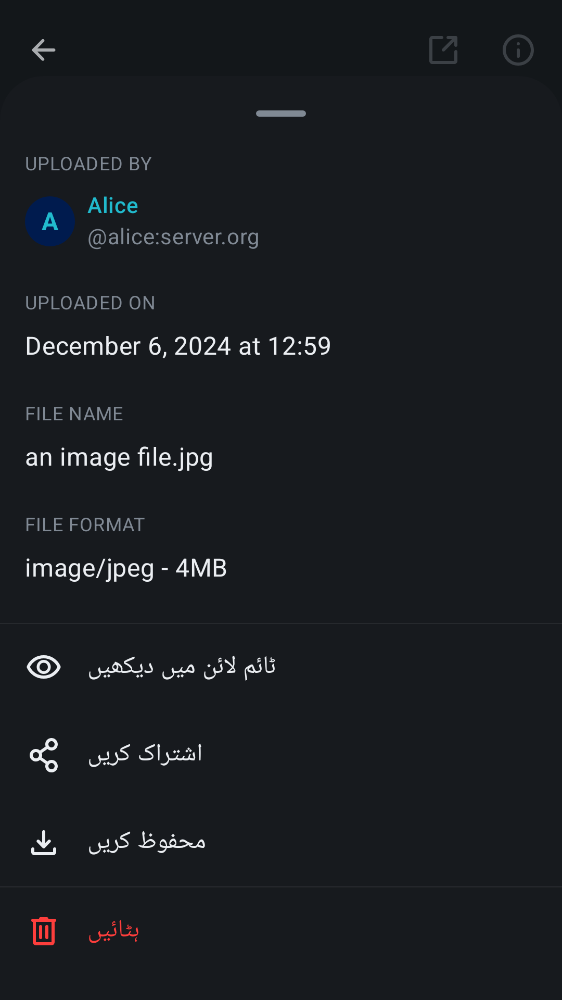 UPLOADED BY
A
Alice
@alice:server.org
UPLOADED ON
December 6, 2024 at 12:59
FILE NAME
an image file.jpg
FILE FORMAT
image/jpeg - 4MB
ٹائم لائن میں دیکھیں
اشتراک کریں
محفوظ کریں
ہٹائیں